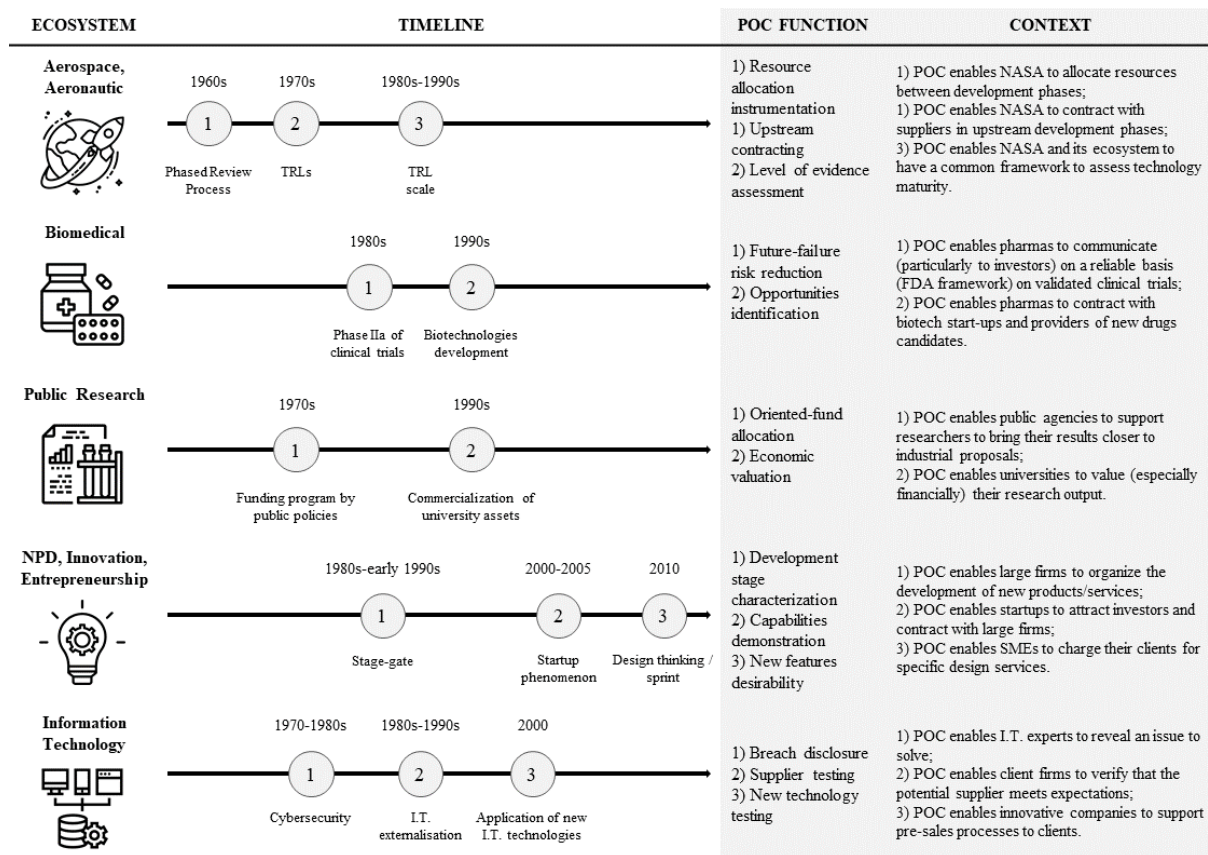 ECOSYSTEM
TIMELINE
POC FUNCTION
CONTEXT
Aerospace,
Aeronautic
1960s
1970s
1980s-1990s
1
2
3
Phased Review
Process
TRLs
TRL
scale
1) Resource
allocation
instrumentation
1) Upstream
contracting
2) Level of evidence
assessment
1) POC enables NASA to allocate resources
between development phases;
1) POC enables NASA to contract with
suppliers in upstream development phases;
3) POC enables NASA and its ecosystem to
have a common framework to assess technology
maturity.
Biomedical
1980s
1990s
1
2
Phase IIa of
clinical trials
Biotechnologies
development
1) Future-failure
risk reduction
2) Opportunities
identification
1) POC enables pharmas to communicate
(particularly to investors) on a reliable basis
(FDA framework) on validated clinical trials;
2) POC enables pharmas to contract with
biotech start-ups and providers of new drugs
candidates.
Public Research
1970s
1990s
1
2
Funding program by
public policies
Commercialization of
university assets
1) Oriented-fund
allocation
2) Economic
valuation
1) POC enables public agencies to support
researchers to bring their results closer to
industrial proposals;
2) POC enables universities to value (especially
financially) their research output.
NPD, Innovation,
Entrepreneurship
1980s-early 1990s
2000-2005
2010
1
2
3
Stage-gate
Startup
phenomenon
Design thinking /
sprint
1) Development
stage
characterization
2) Capabilities
demonstration
3) New features
desirability
1) POC enables large firms to organize the
development of new products/services;
2) POC enables startups to attract investors and
contract with large firms;
3) POC enables SMEs to charge their clients for
specific design services.
Information
Technology
1970-1980s
1980s-1990s
2000
1
2
3
Cybersecurity
I.T.
externalisation
Application of new
I.T. technologies
1) Breach disclosure
2) Supplier testing
3) New technology
testing
1) POC enables I.T. experts to reveal an issue to
solve;
2) POC enables client firms to verify that the
potential supplier meets expectations;
3) POC enables innovative companies to support
pre-sales processes to clients.